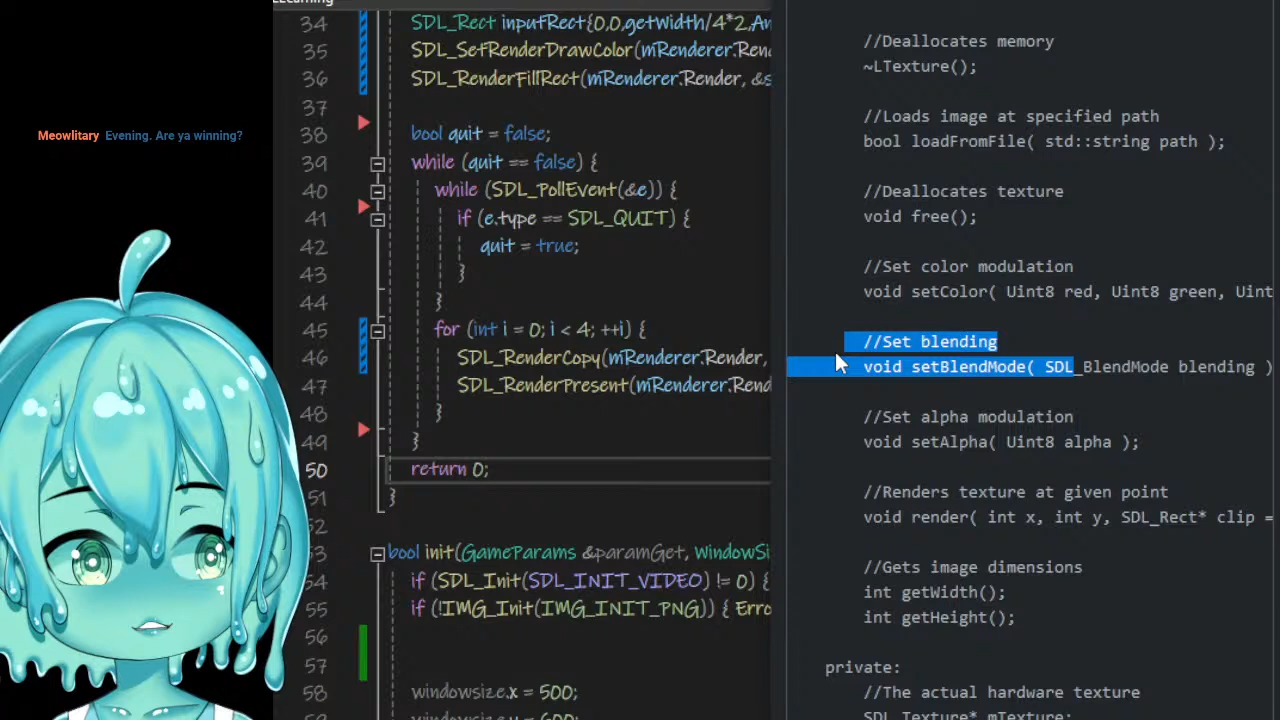 LLearning
Meowlitary Evening. Are ya winning?
34 SDL_Rect inputRect{0,0,getWidth/4*2,An
35 SDL_SetRenderDrawColor(mRenderer.Rend
36 SDL_RenderFillRect(mRenderer.Render, &s
37
38 bool quit = false;
39 while (quit == false) {
40 while (SDL_PollEvent(&e)) {
41 if (e.type == SDL_QUIT) {
42 quit = true;
43 }
44 }
45 for (int i = 0; i < 4; ++i) {
46 SDL_RenderCopy(mRenderer.Render,
47 SDL_RenderPresent(mRenderer.Rend
48 }
49 }
50 return 0;
51 }
52
53 bool init(GameParams &paramGet, WindowSi
54 if (SDL_Init(SDL_INIT_VIDEO) != 0) {
55 if (!IMG_Init(IMG_INIT_PNG)) { Erro
56
57
58 windowsize.x = 500;
//Deallocates memory
~LTexture();
//Loads image at specified path
bool loadFromFile( std::string path );
//Deallocates texture
void free();
//Set color modulation
void setColor( Uint8 red, Uint8 green, Uint
//Set blending
void setBlendMode( SDL_BlendMode blending )
//Set alpha modulation
void setAlpha( Uint8 alpha );
//Renders texture at given point
void render( int x, int y, SDL_Rect* clip =
//Gets image dimensions
int getWidth();
int getHeight();
private:
//The actual hardware texture
SDL_Texture* mTexture;